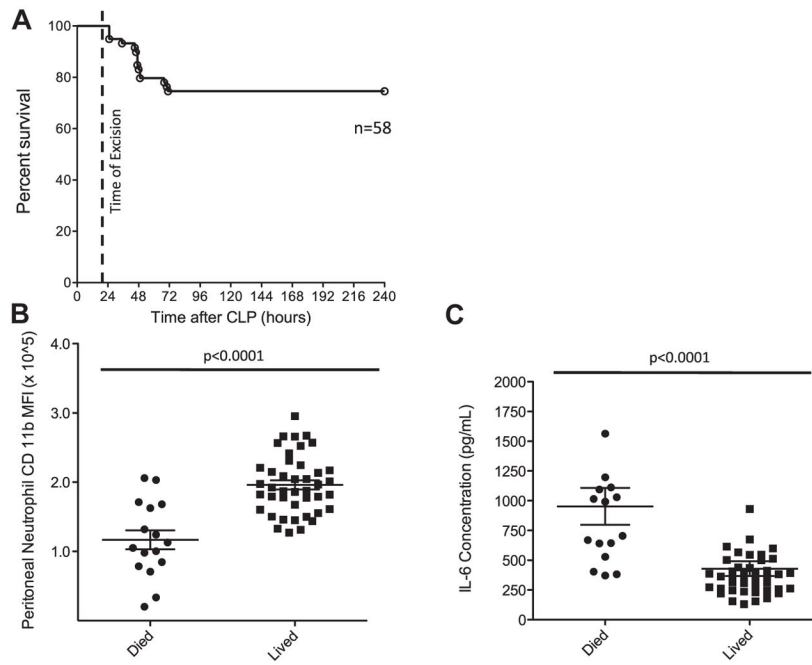 A
100
80
60
40
20
0
Percent survival
Time of Excision
n=58
0 24 48 72 96 120 144 168 192 216 240
Time after CLP (hours)
B
4.0
3.0
2.0
1.0
Peritoneal Neutrophil CD 11b MFI (x 10^5)
p<0.0001
Died Lived
C
2000
1750
1500
1250
1000
750
500
250
0
IL-6 Concentration (pg/mL)
p<0.0001
Died Lived